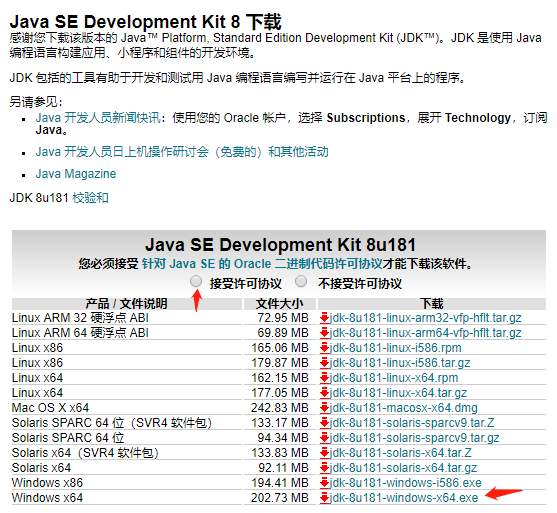 Java SE Development Kit 8 下载
感谢您下载该版本的 Java™ Platform, Standard Edition Development Kit (JDK™)。JDK 是使用 Java
编程语言构建应用、小程序和组件的开发环境。
JDK 包括的工具有助于开发和测试用 Java 编程语言编写并运行在 Java 平台上的程序。
另请参见：
Java 开发人员新闻快讯：使用您的 Oracle 帐户，选择 Subscriptions，展开 Technology，订阅
Java。
Java 开发人员日上机操作研讨会（免费的）和其他活动
Java Magazine
JDK 8u181 校验和
Java SE Development Kit 8u181
您必须接受 针对 Java SE 的 Oracle 二进制代码许可协议才能下载该软件。
接受许可协议 不接受许可协议
产品 / 文件说明 文件大小 下载
Linux ARM 32 硬浮点 ABI 72.95 MB jdk-8u181-linux-arm32-vfp-hflt.tar.gz
Linux ARM 64 硬浮点 ABI 69.89 MB jdk-8u181-linux-arm64-vfp-hflt.tar.gz
Linux x86 165.06 MB jdk-8u181-linux-i586.rpm
Linux x86 179.87 MB jdk-8u181-linux-i586.tar.gz
Linux x64 162.15 MB jdk-8u181-linux-x64.rpm
Linux x64 177.05 MB jdk-8u181-linux-x64.tar.gz
Mac OS X x64 242.83 MB jdk-8u181-macosx-x64.dmg
Solaris SPARC 64 位（SVR4 软件包） 133.17 MB jdk-8u181-solaris-sparcv9.tar.Z
Solaris SPARC 64 位 94.34 MB jdk-8u181-solaris-sparcv9.tar.gz
Solaris x64（SVR4 软件包） 133.83 MB jdk-8u181-solaris-x64.tar.Z
Solaris x64 92.11 MB jdk-8u181-solaris-x64.tar.gz
Windows x86 194.41 MB jdk-8u181-windows-i586.exe
Windows x64 202.73 MB jdk-8u181-windows-x64.exe